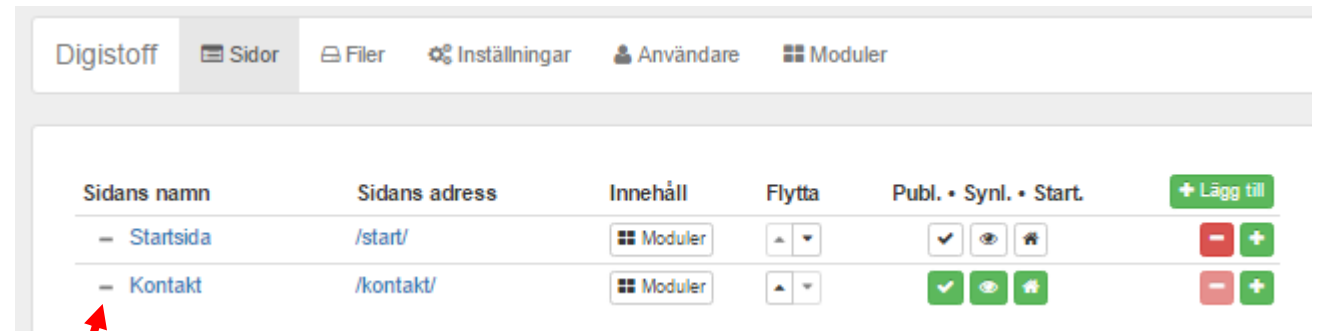 Digistoff Sidor Filer Inställningar Användare Moduler
Sidans namn Sidans adress Innehåll Flytta Publ. • Synl. • Start. Lägg till
Startsida /start/ Moduler
Kontakt /kontakt/ Moduler